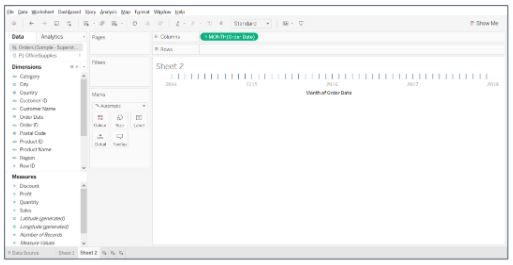 File Data Worksheet Dashboard Story Analysis Map Format Window Help
Standard
Show Me
Data Analytics
Pages
Columns MONTH(Order Date)
Rows
Orders (Sample - Superst...
P1 OfficeSupplies
Dimensions
Category
City
Country
Customer ID
Customer Name
Order Date
Order ID
Postal Code
Product ID
Product Name
Region
Row ID
Measures
Discount
Profit
Quantity
Sales
Latitude (generated)
Longitude (generated)
Number of Records
Measure Values
Filters
Marks
Automatic
Colour Size Label
Detail Tooltip
Sheet 2
2014 2015 2016 2017 2018
Month of Order Date
Data Source Sheet 1 Sheet 2